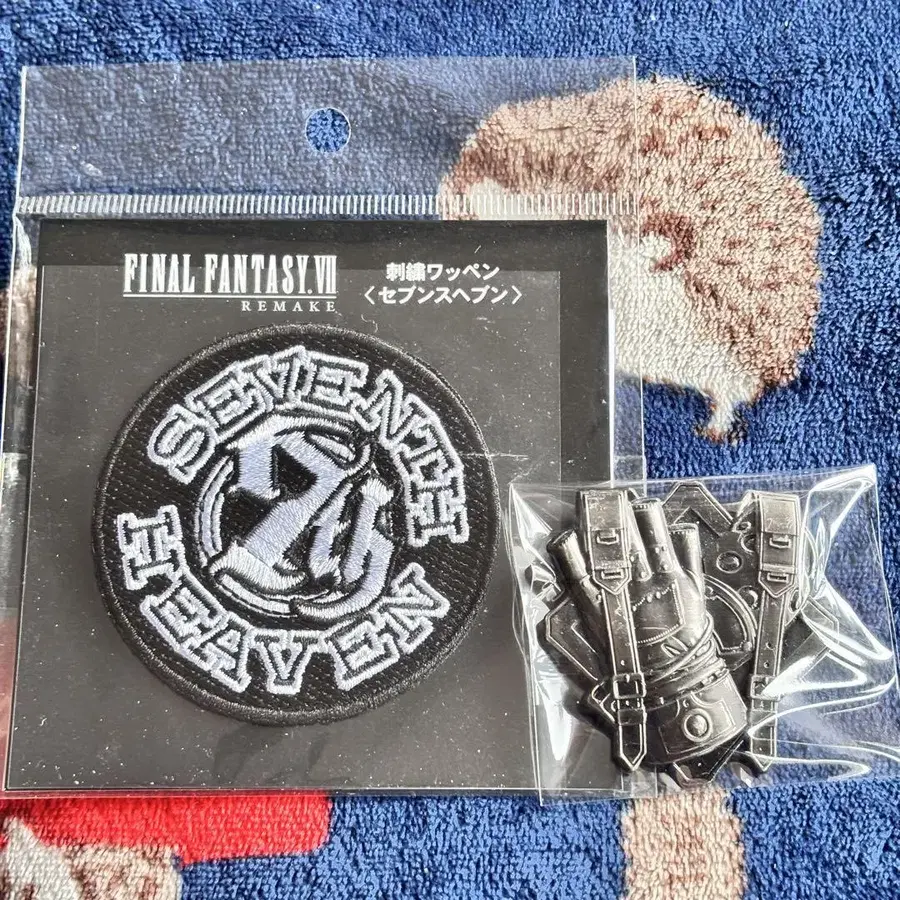 FINAL FANTASY.VII
REMAKE
刺繍ワッペン
〈セブンスヘブン〉
SEVENTH
7th
HEAVEN